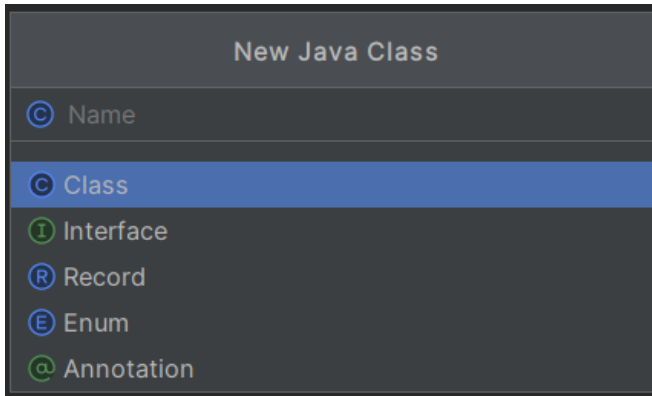 New Java Class
C Name
C Class
I Interface
R Record
E Enum
@ Annotation